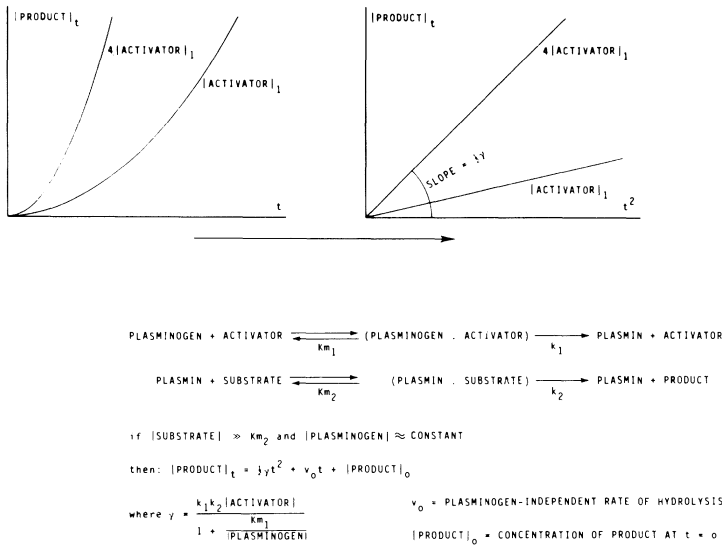 |PRODUCT|t
4|ACTIVATOR|1
|ACTIVATOR|1
t
|PRODUCT|t
4|ACTIVATOR|1
SLOPE = ½γ
|ACTIVATOR|1
t²
PLASMINOGEN + ACTIVATOR ⇌ (PLASMINOGEN . ACTIVATOR) → PLASMIN + ACTIVATOR
Km1 k1
PLASMIN + SUBSTRATE ⇌ (PLASMIN . SUBSTRATE) → PLASMIN + PRODUCT
Km2 k2
if |SUBSTRATE| » Km2 and |PLASMINOGEN| ≈ CONSTANT
then: |PRODUCT|t = ½γt² + vot + |PRODUCT|o
k1k2|ACTIVATOR|
where γ =
Km1
1 +
|PLASMINOGEN|
vo = PLASMINOGEN-INDEPENDENT RATE OF HYDROLYSIS
|PRODUCT|o = CONCENTRATION OF PRODUCT AT t = o